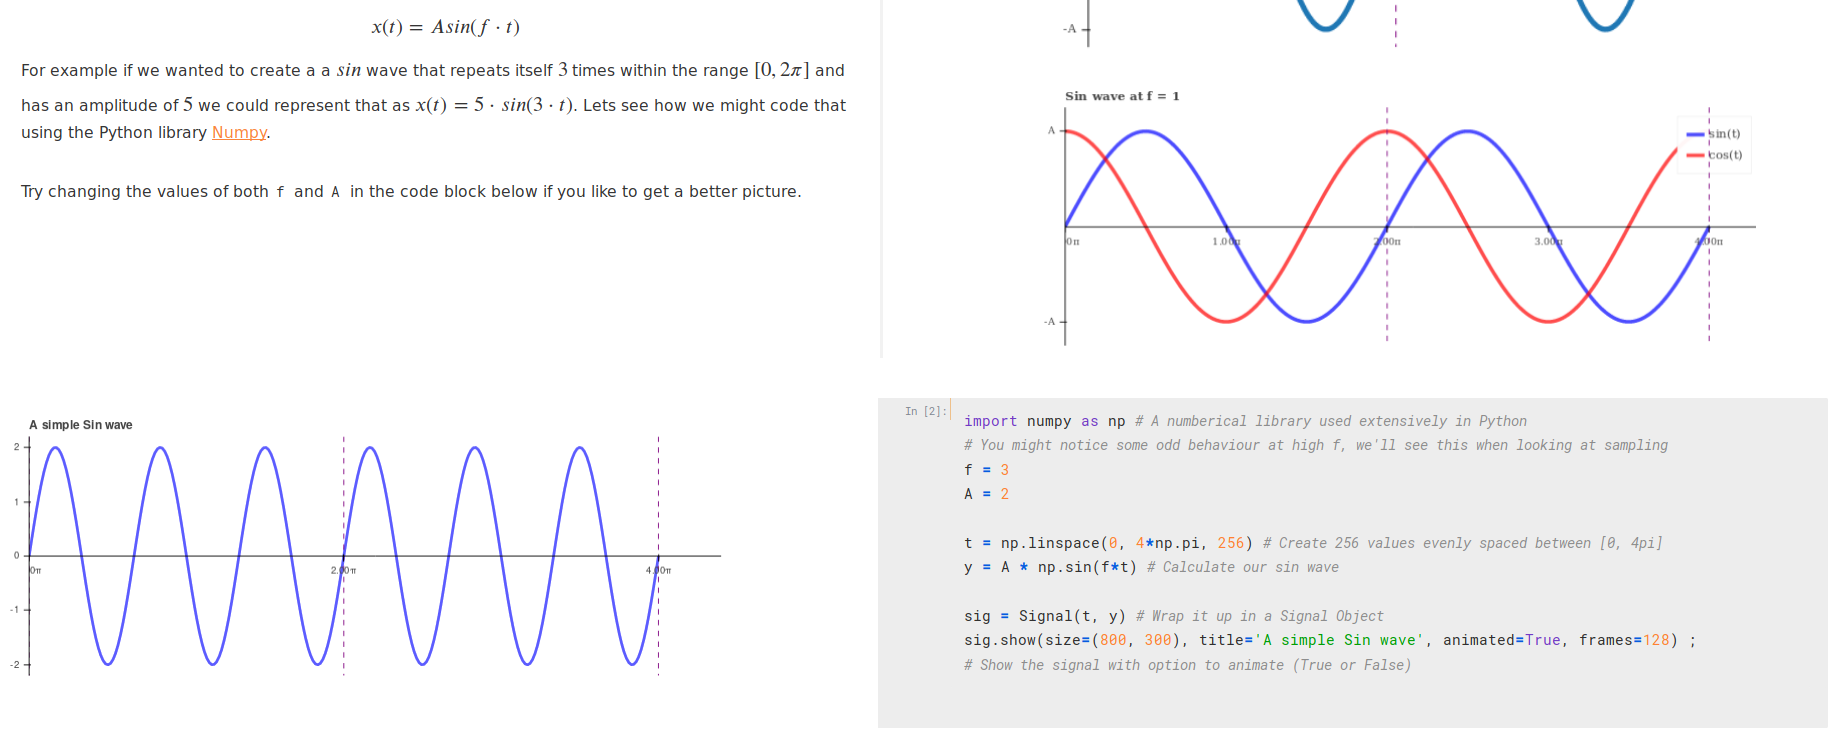 x(t) = Asin(f · t)
For example if we wanted to create a a sin wave that repeats itself 3 times within the range [0, 2π] and
has an amplitude of 5 we could represent that as x(t) = 5 · sin(3 · t). Lets see how we might code that
using the Python library Numpy.
Try changing the values of both f and A in the code block below if you like to get a better picture.
-A
Sin wave at f = 1
A
sin(t)
cos(t)
0π 1.00π 2.00π 3.00π 4.00π
-A
A simple Sin wave
2
1
0
0π 2.00π 4.00π
-1
-2
In [2]:
import numpy as np # A numberical library used extensively in Python
# You might notice some odd behaviour at high f, we'll see this when looking at sampling
f = 3
A = 2
t = np.linspace(0, 4*np.pi, 256) # Create 256 values evenly spaced between [0, 4pi]
y = A * np.sin(f*t) # Calculate our sin wave
sig = Signal(t, y) # Wrap it up in a Signal Object
sig.show(size=(800, 300), title='A simple Sin wave', animated=True, frames=128) ;
# Show the signal with option to animate (True or False)